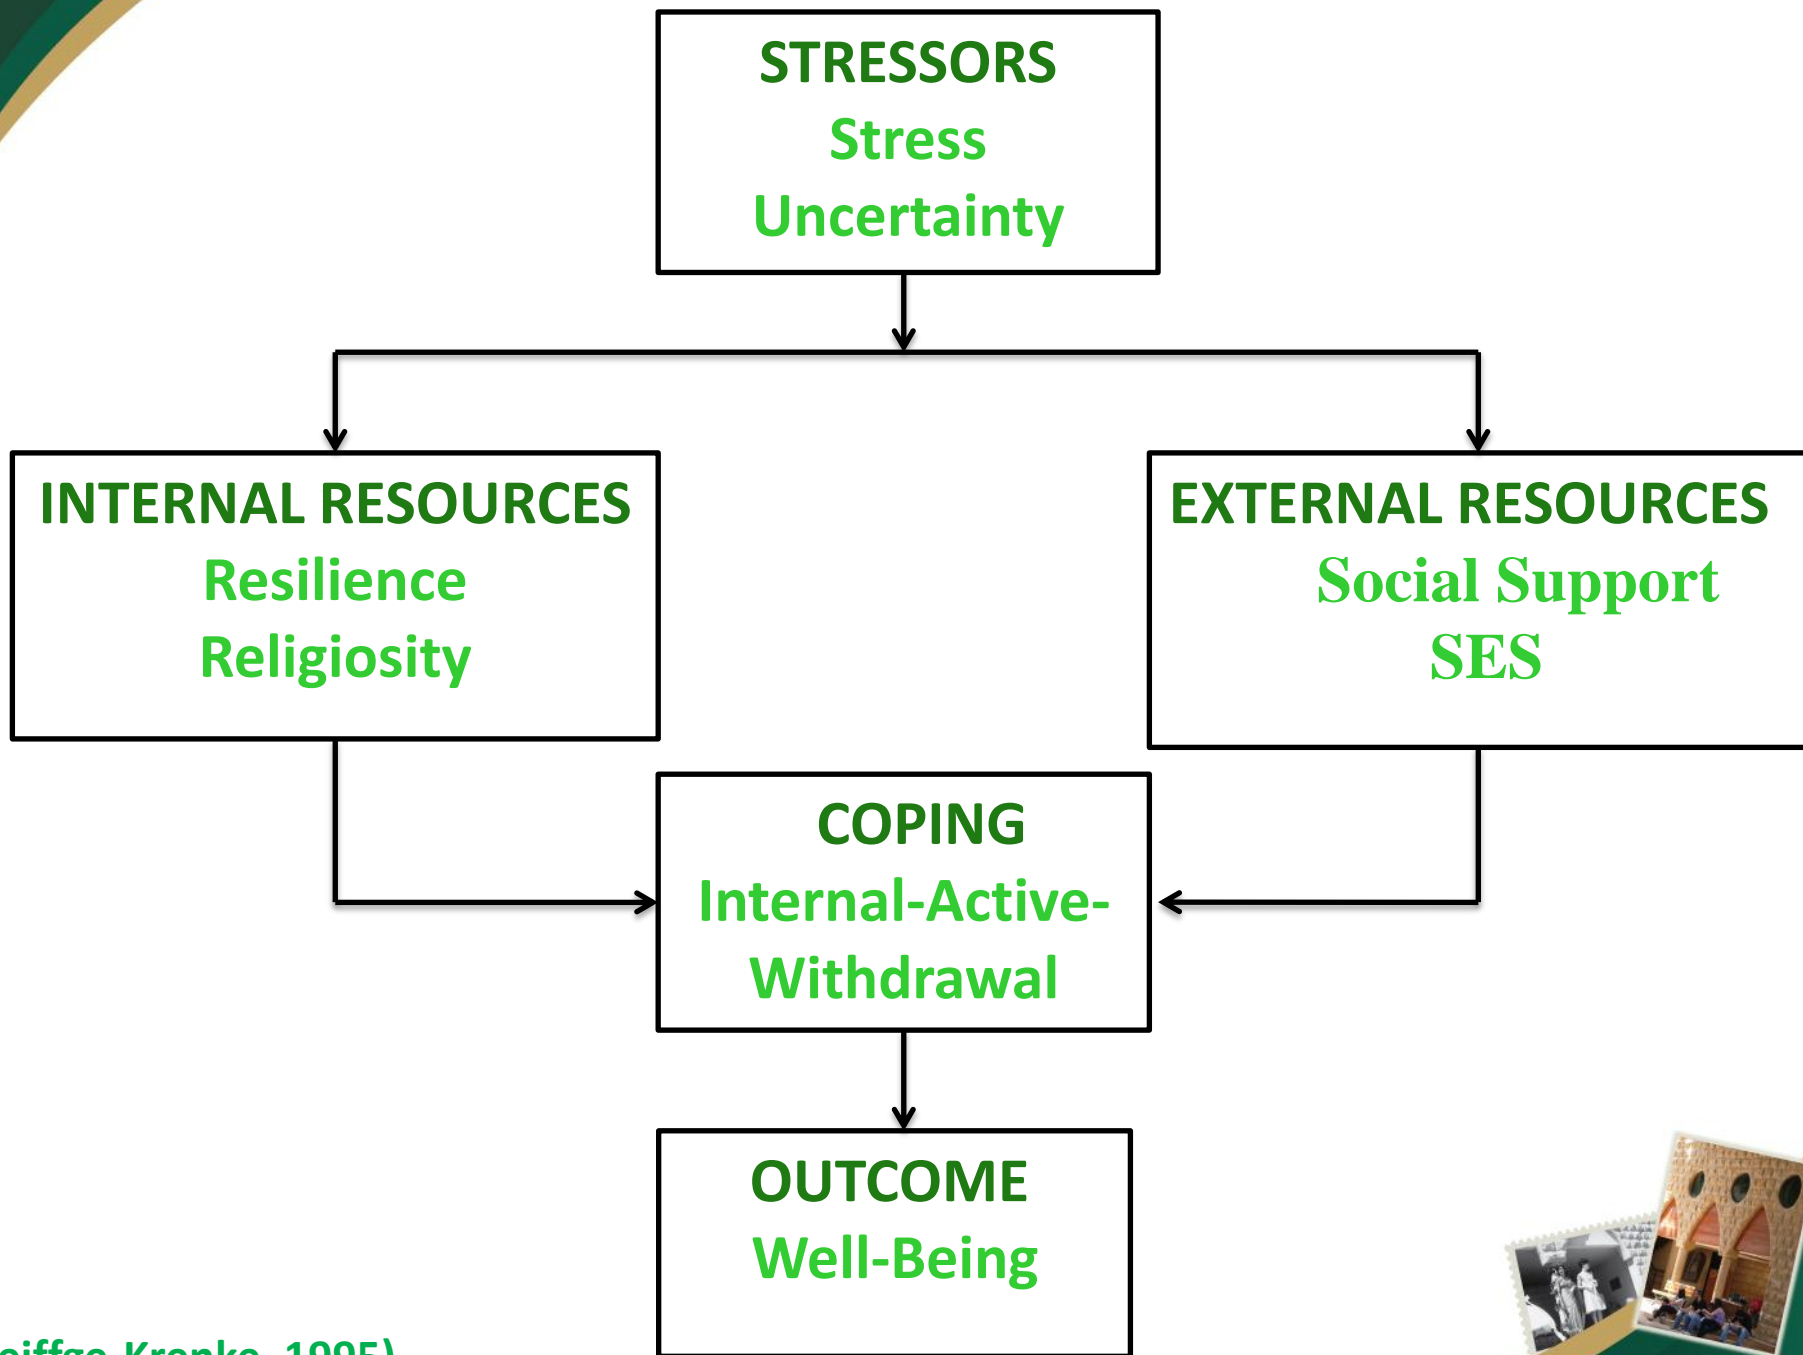 STRESSORS
Stress
Uncertainty
INTERNAL RESOURCES
Resilience
Religiosity
EXTERNAL RESOURCES
Social Support
SES
COPING
Internal-Active-
Withdrawal
OUTCOME
Well-Being
1995)